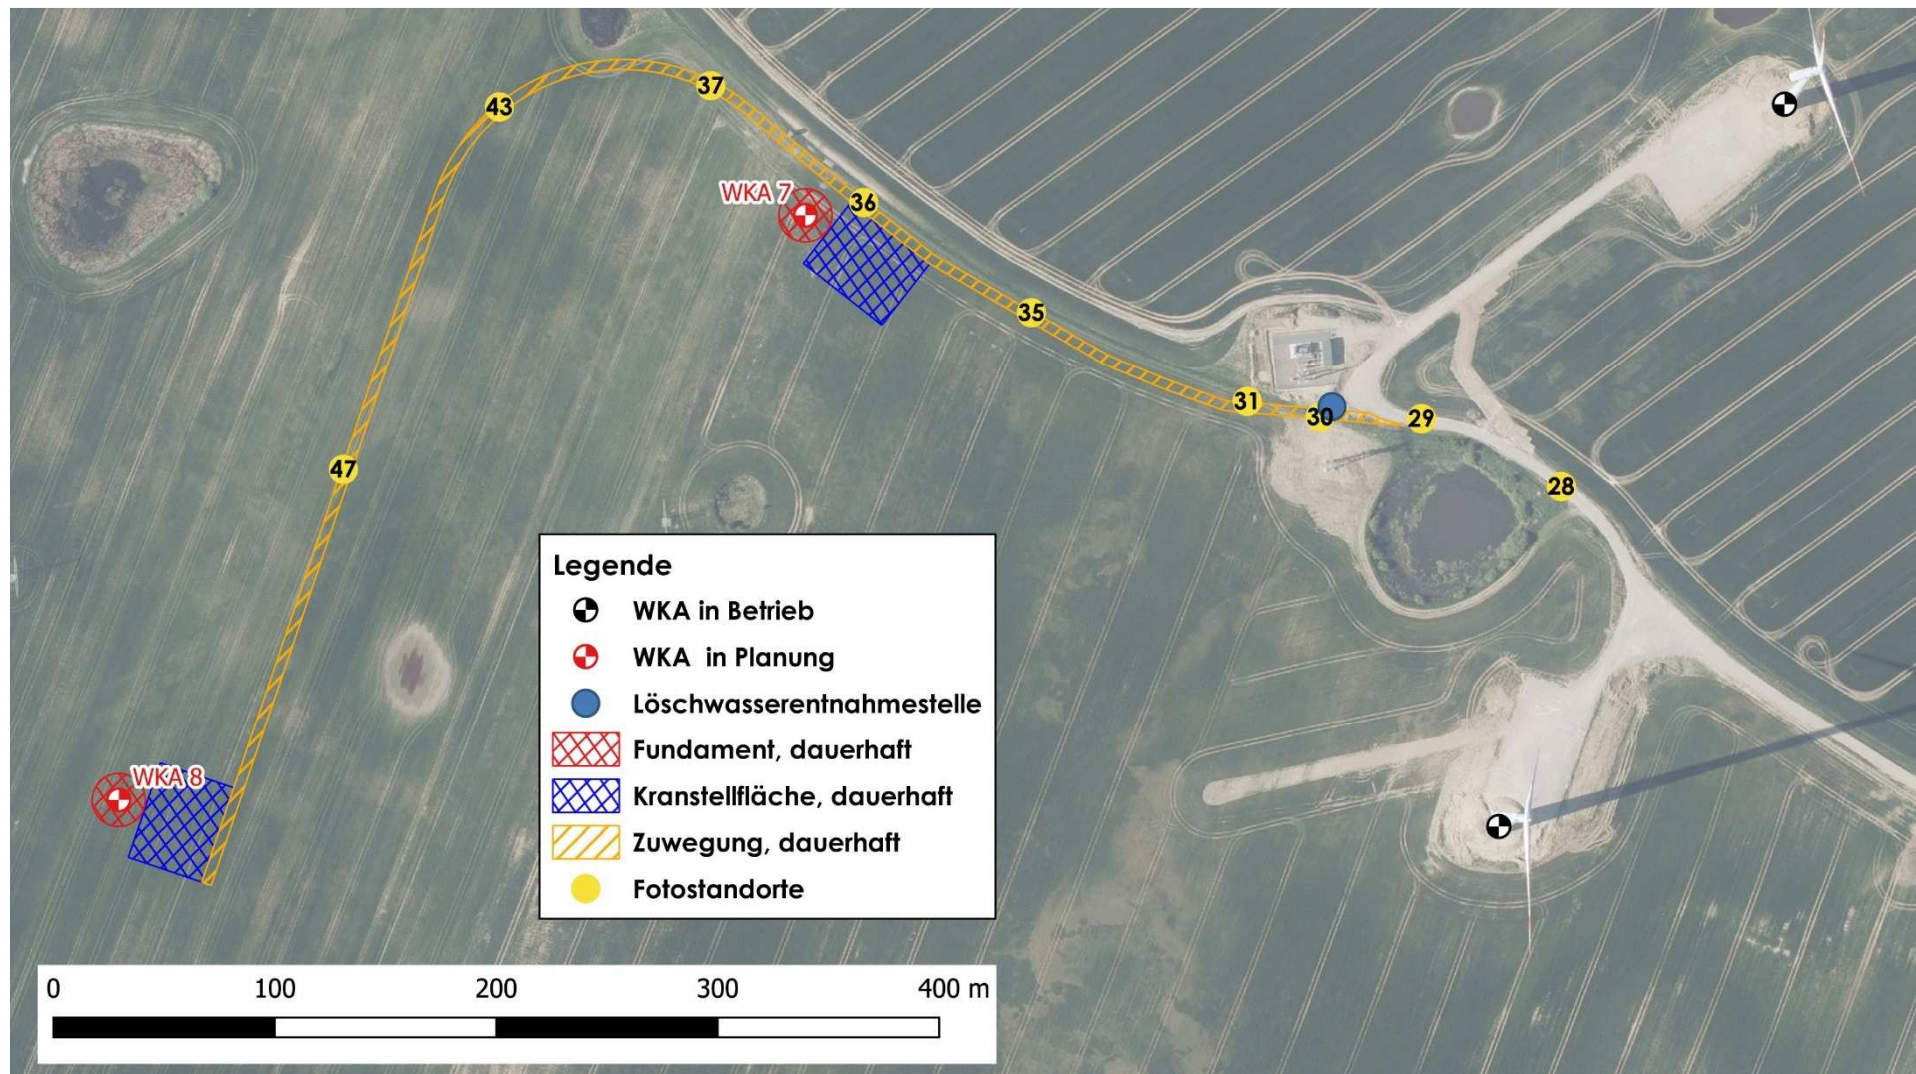 37
43
WKA 7
36
35
31
30
29
28
47
WKA 8
Legende
WKA in Betrieb
WKA in Planung
Löschwasserentnahmestelle
Fundament, dauerhaft
Kranstellfläche, dauerhaft
Zuwegung, dauerhaft
Fotostandorte
0 100 200 300 400 m